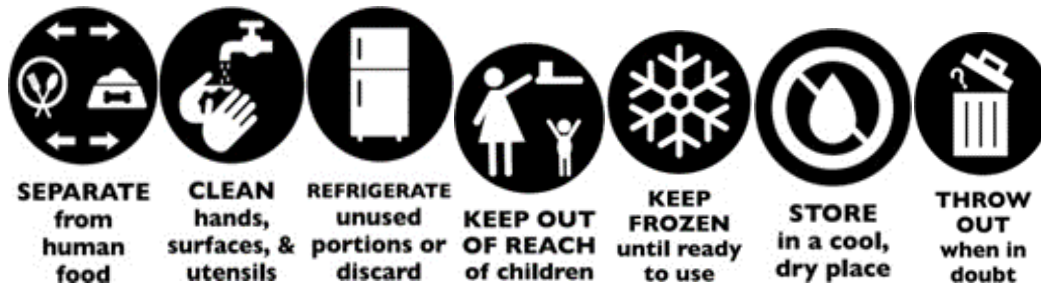 SEPARATE
from
human
food
CLEAN
hands,
surfaces, &
utensils
REFRIGERATE
unused
portions or
discard
KEEP OUT
OF REACH
of children
KEEP
FROZEN
until ready
to use
STORE
in a cool,
dry place
?
THROW
OUT
when in
doubt